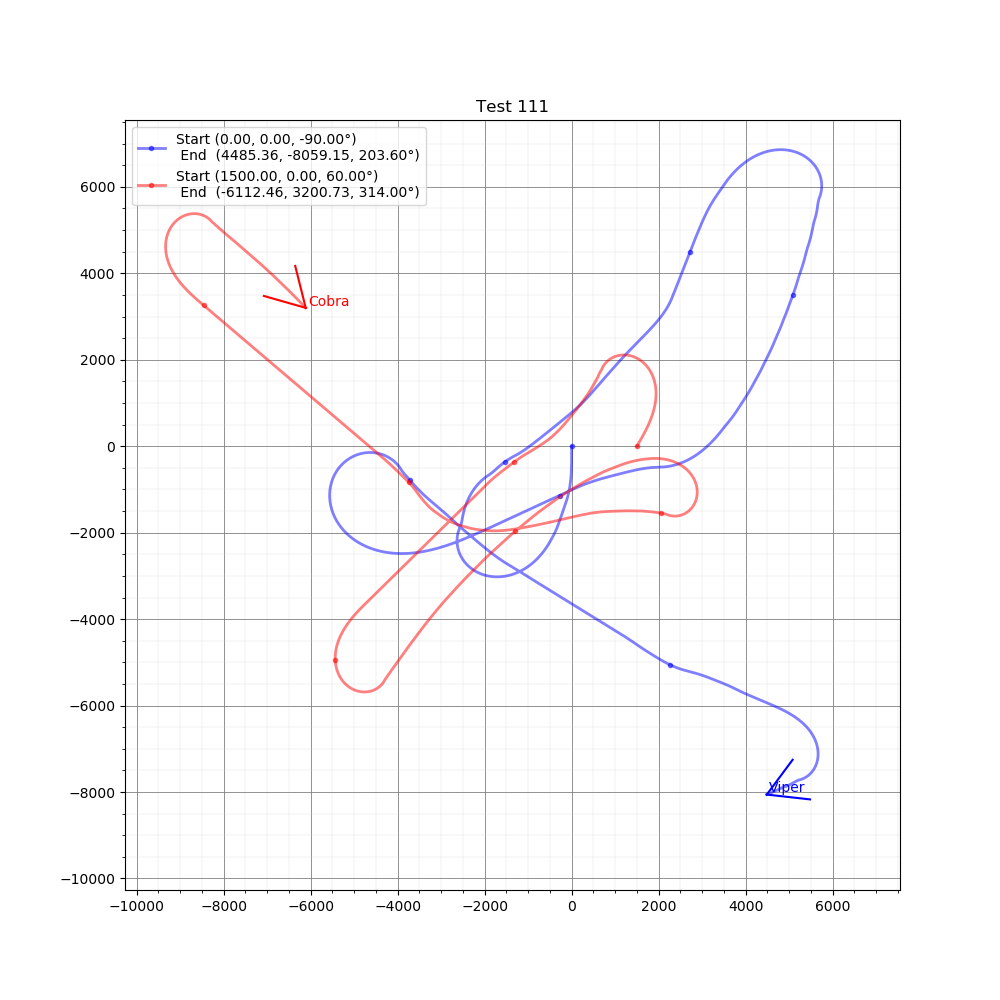 Test 111
Start (0.00, 0.00, -90.00°)
End (4485.36, -8059.15, 203.60°)
Start (1500.00, 0.00, 60.00°)
End (-6112.46, 3200.73, 314.00°)
6000
4000
2000
0
−2000
−4000
−6000
−8000
−10000
Cobra
Viper
−10000 −8000 −6000 −4000 −2000 0 2000 4000 6000